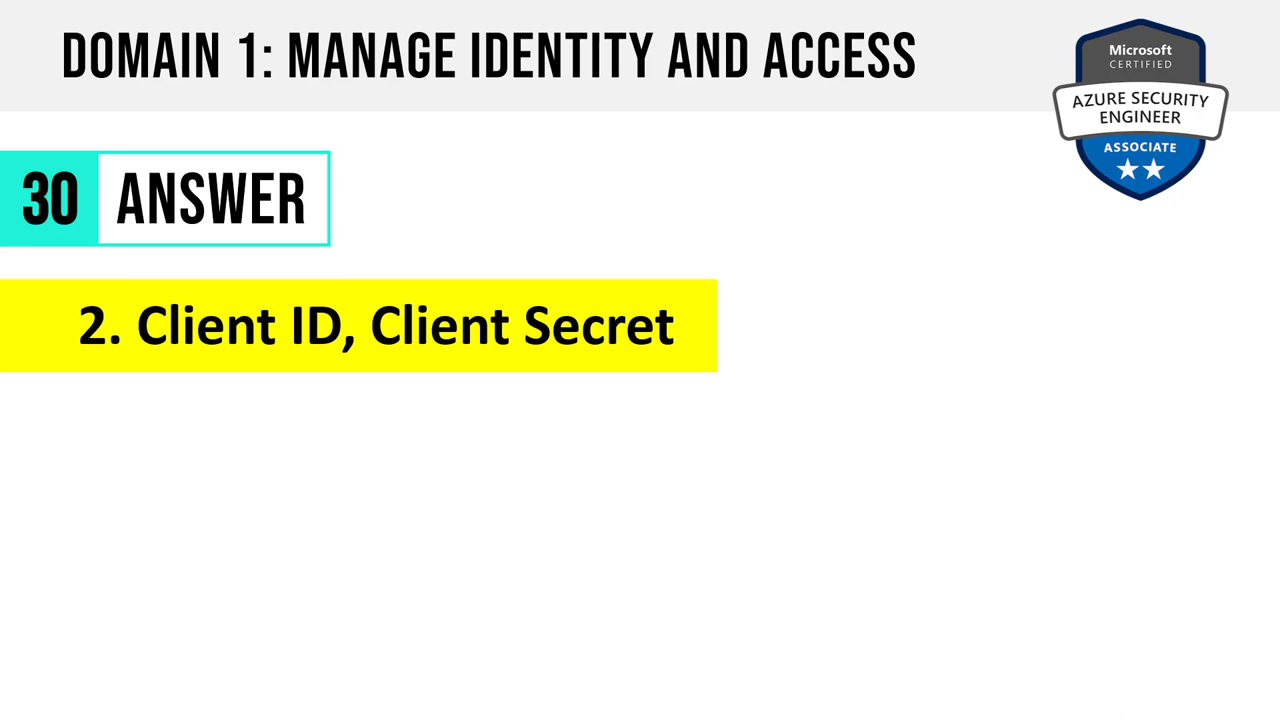 DOMAIN 1: MANAGE IDENTITY AND ACCESS
Microsoft
CERTIFIED
AZURE SECURITY
ENGINEER
ASSOCIATE
30 ANSWER
2. Client ID, Client Secret